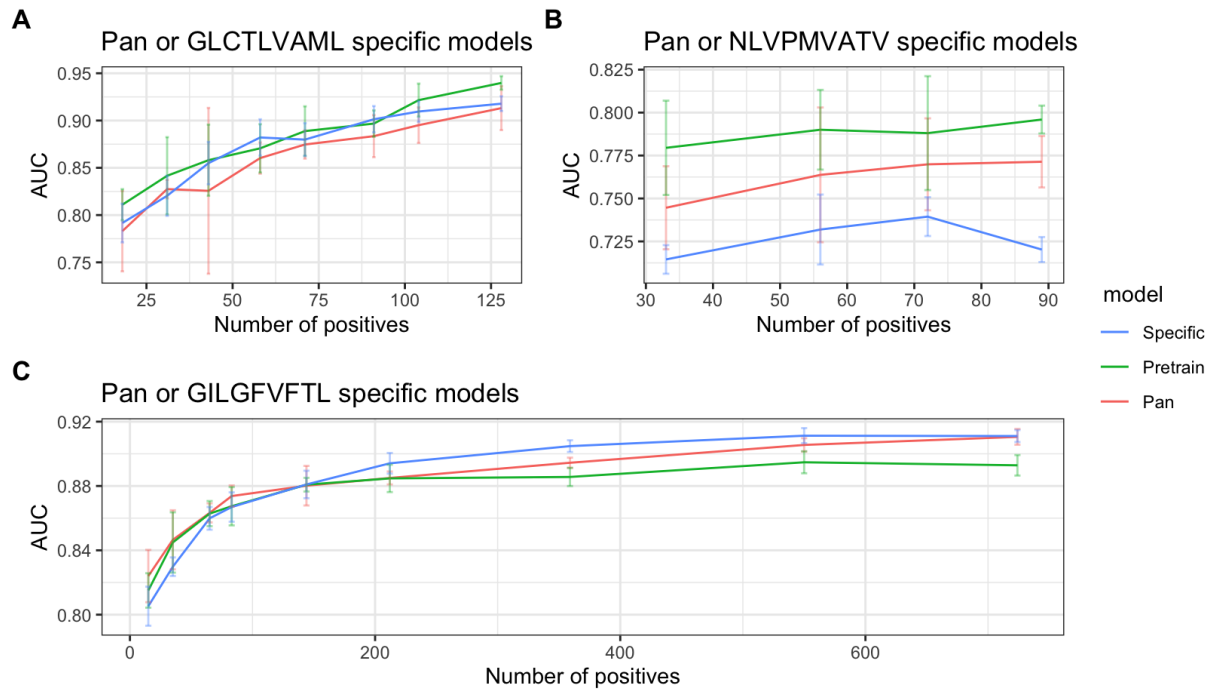 A
Pan or GLCTLVAML specific models
0.95
0.90
0.85
0.80
0.75
AUC
25
50
75
100
125
Number of positives
B
Pan or NLVPMVATV specific models
0.825
0.800
0.775
0.750
0.725
AUC
30
40
50
60
70
80
90
Number of positives
model
Specific
Pretrain
Pan
C
Pan or GILGFVFTL specific models
0.92
0.88
0.84
0.80
AUC
0
200
400
600
Number of positives